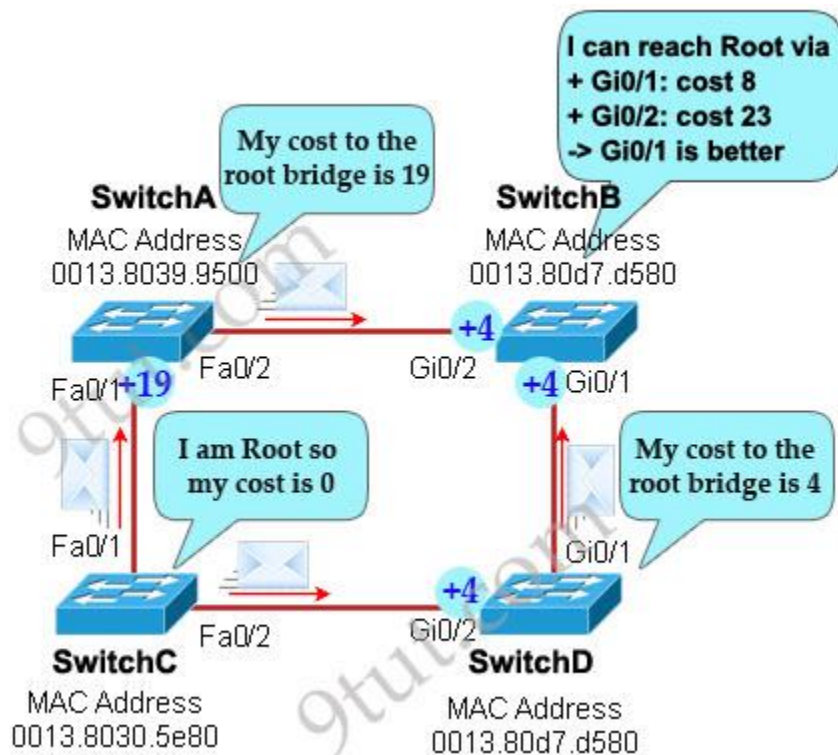 I can reach Root via
+ Gi0/1: cost 8
+ Gi0/2: cost 23
-> Gi0/1 is better
My cost to the
root bridge is 19
SwitchA
MAC Address
0013.8039.9500
SwitchB
MAC Address
0013.80d7.d580
Fa0/1
+19
Fa0/2
Gi0/2
+4
+4
Gi0/1
I am Root so
my cost is 0
My cost to the
root bridge is 4
Fa0/1
Gi0/1
Fa0/2
Gi0/2
+4
SwitchC
MAC Address
0013.8030.5e80
SwitchD
MAC Address
0013.80d7.d580
9tut.com
9tut.com